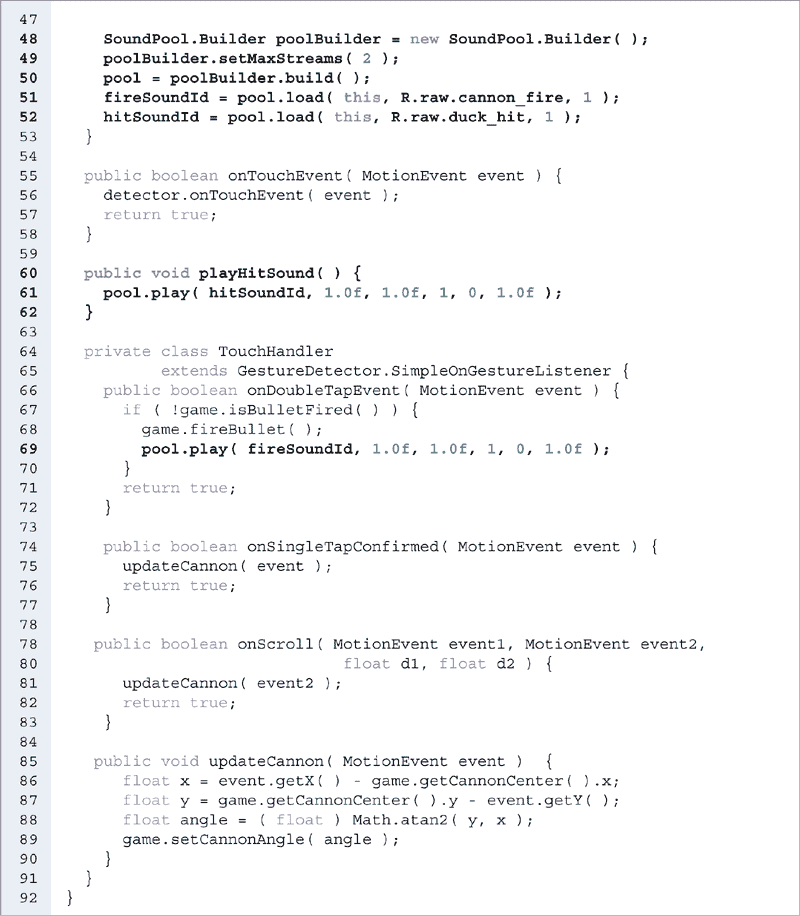 47
48 SoundPool.Builder poolBuilder = new SoundPool.Builder( );
49 poolBuilder.setMaxStreams( 2 );
50 pool = poolBuilder.build( );
51 fireSoundId = pool.load( this, R.raw.cannon_fire, 1 );
52 hitSoundId = pool.load( this, R.raw.duck_hit, 1 );
53 }
54
55 public boolean onTouchEvent( MotionEvent event ) {
56 detector.onTouchEvent( event );
57 return true;
58 }
59
60 public void playHitSound( ) {
61 pool.play( hitSoundId, 1.0f, 1.0f, 1, 0, 1.0f );
62 }
63
64 private class TouchHandler
65 extends GestureDetector.SimpleOnGestureListener {
66 public boolean onDoubleTapEvent( MotionEvent event ) {
67 if ( !game.isBulletFired( ) ) {
68 game.fireBullet( );
69 pool.play( fireSoundId, 1.0f, 1.0f, 1, 0, 1.0f );
70 }
71 return true;
72 }
73
74 public boolean onSingleTapConfirmed( MotionEvent event ) {
75 updateCannon( event );
76 return true;
77 }
78
78 public boolean onScroll( MotionEvent event1, MotionEvent event2,
80 float d1, float d2 ) {
81 updateCannon( event2 );
82 return true;
83 }
84
85 public void updateCannon( MotionEvent event ) {
86 float x = event.getX( ) - game.getCannonCenter( ).x;
87 float y = game.getCannonCenter( ).y - event.getY( );
88 float angle = ( float ) Math.atan2( y, x );
89 game.setCannonAngle( angle );
90 }
91 }
92 }